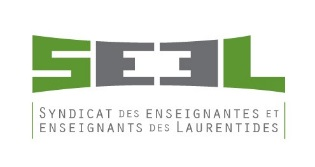 SEEL
SYNDICAT DES ENSEIGNANTES ET
ENSEIGNANTS DES LAURENTIDES